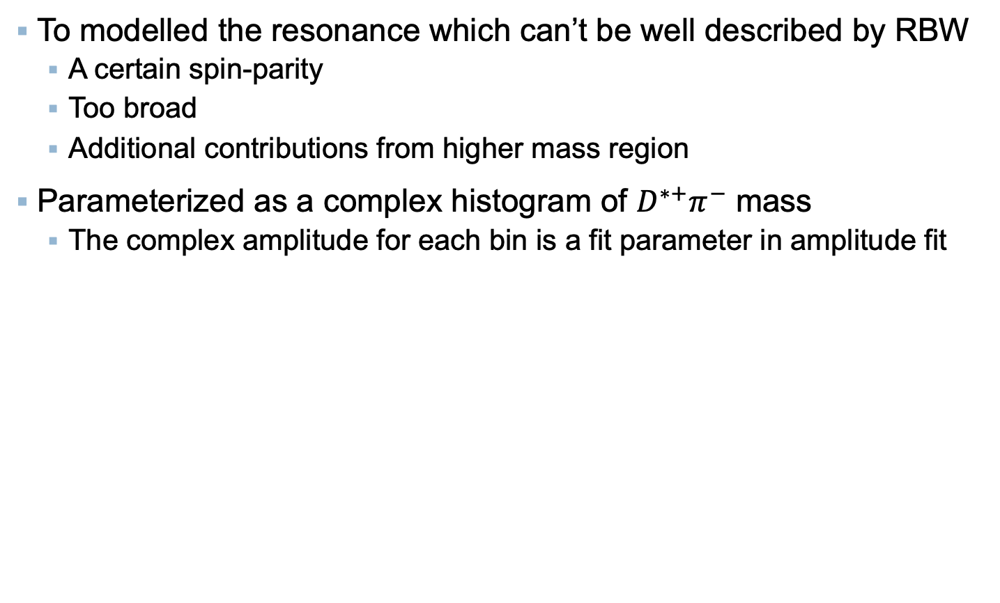 ▪ To modelled the resonance which can’t be well described by RBW
▪ A certain spin-parity
▪ Too broad
▪ Additional contributions from higher mass region
▪ Parameterized as a complex histogram of 𝐷*⁺𝜋⁻ mass
▪ The complex amplitude for each bin is a fit parameter in amplitude fit